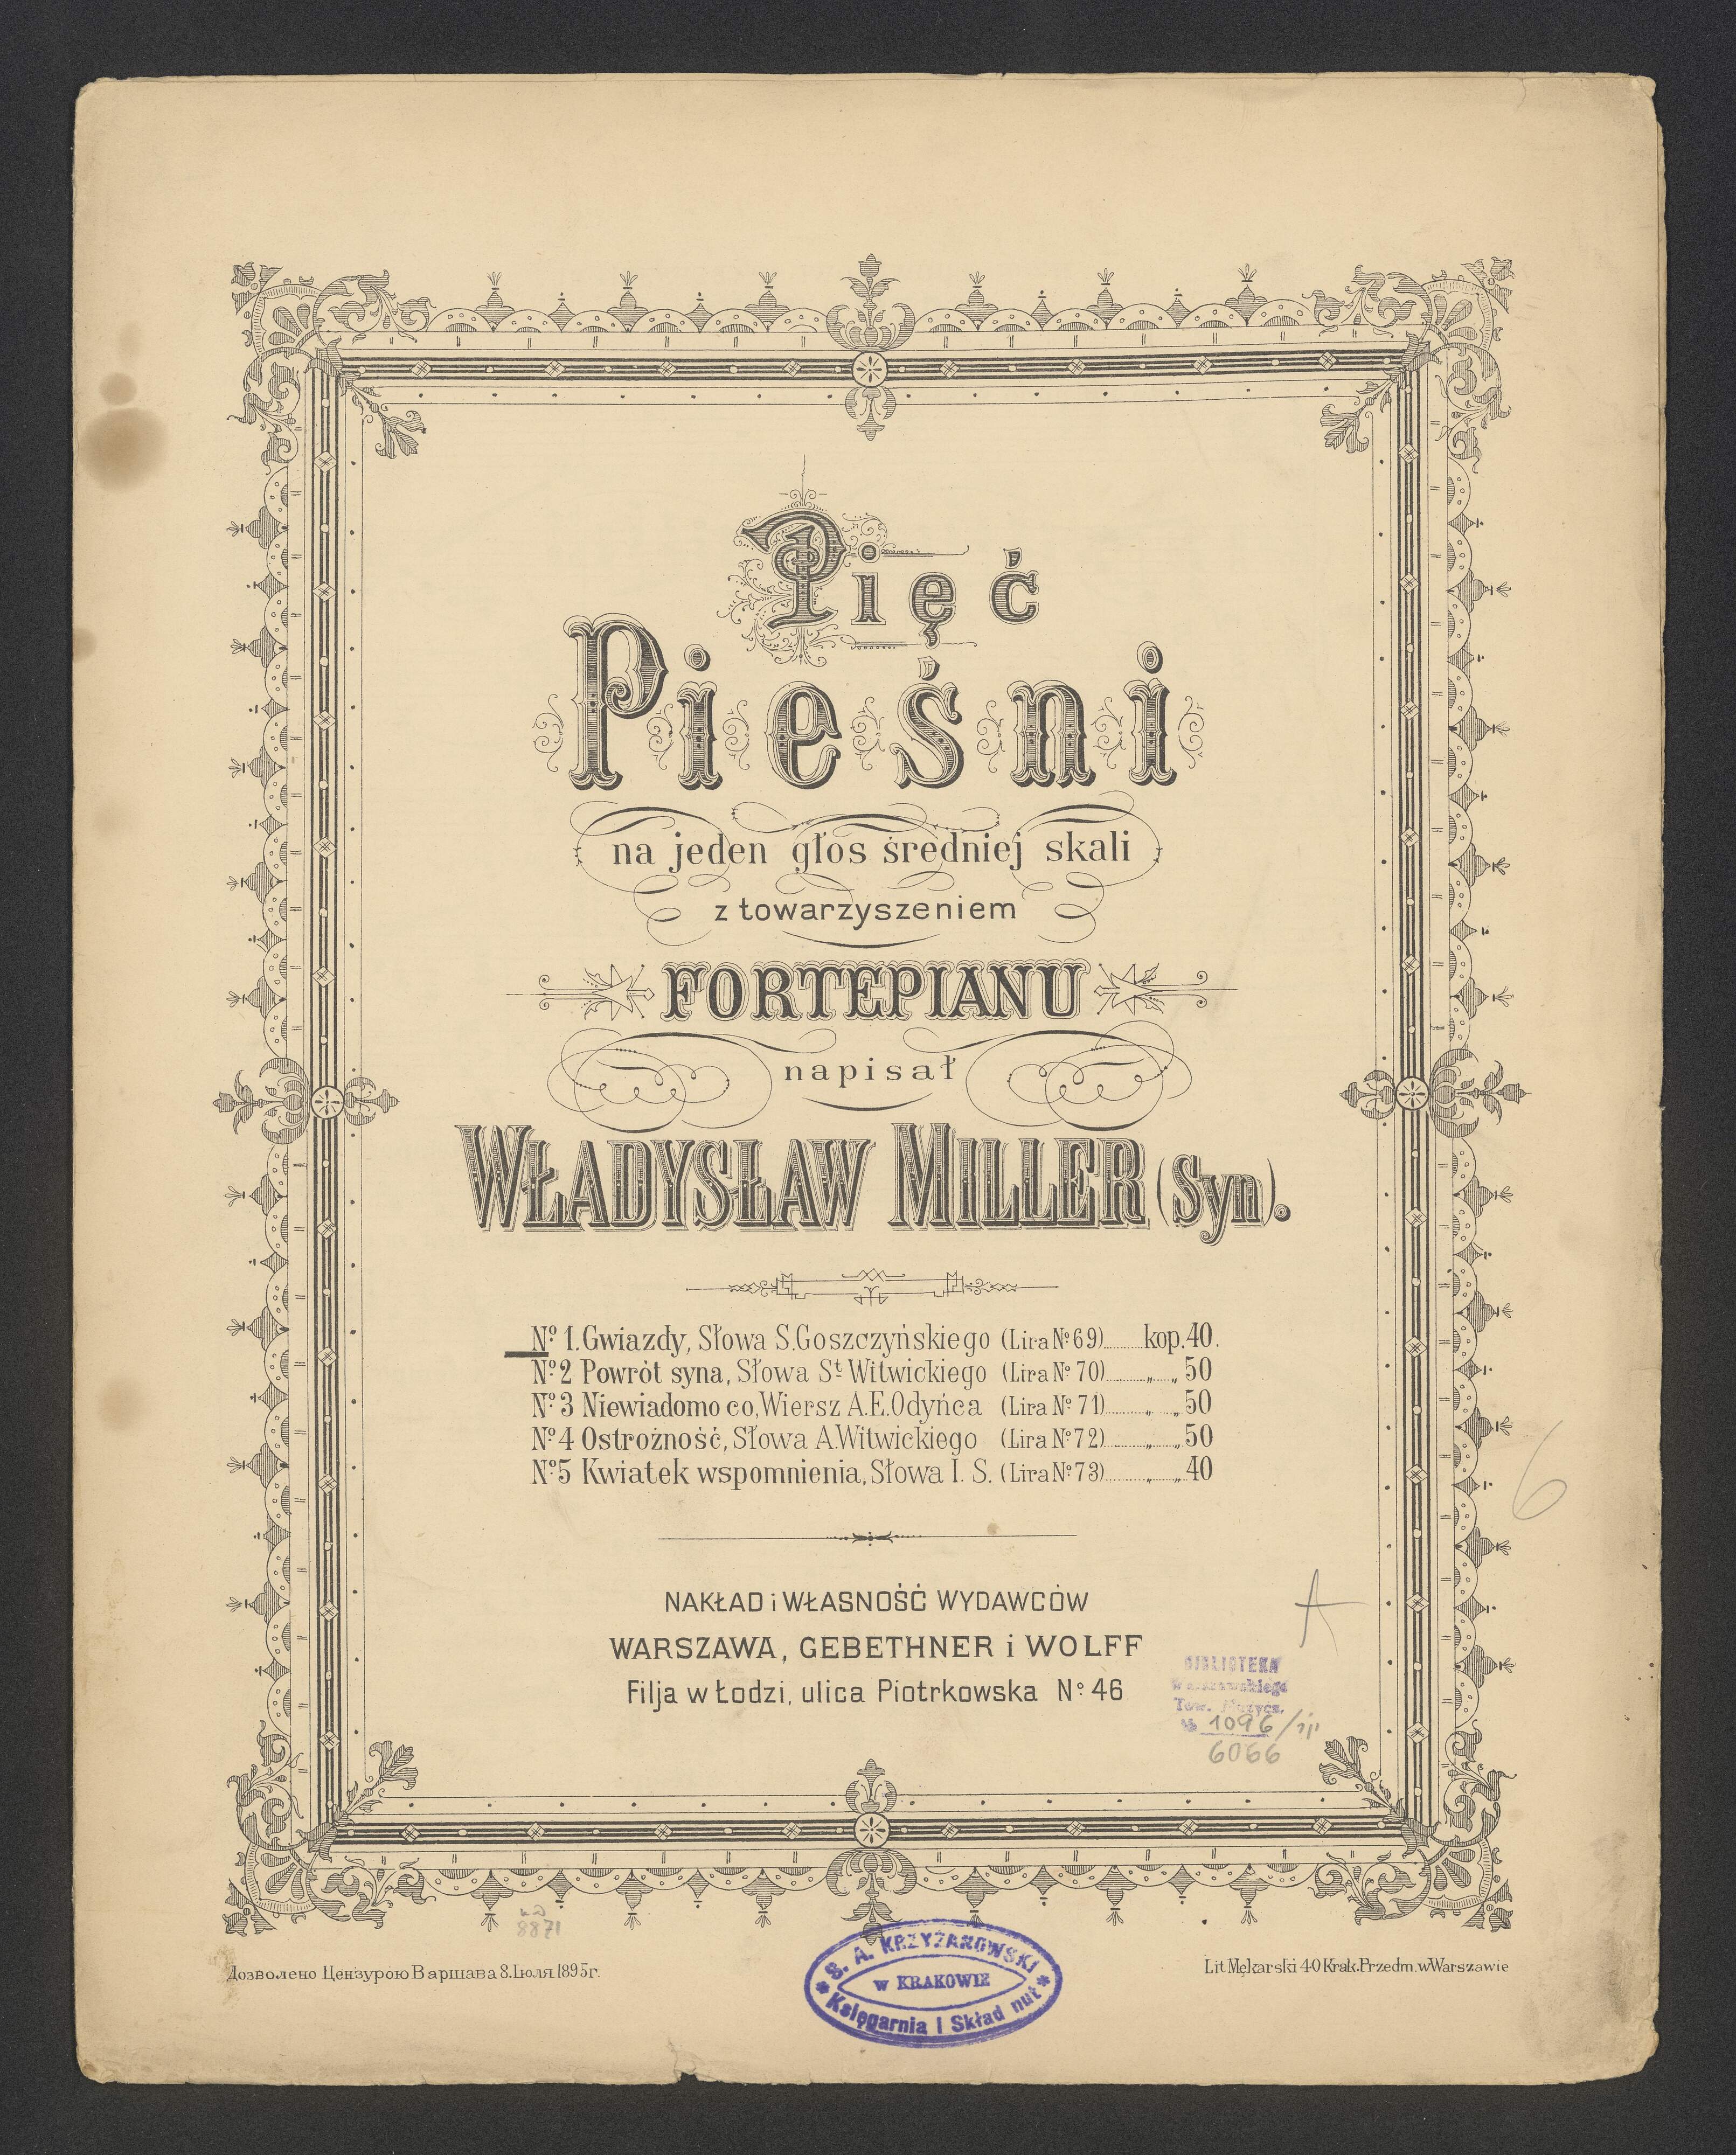 Pięć
Pieśni
na jeden głos średniej skali
z towarzyszeniem
FORTEPIANU
napisał
WŁADYSŁAW MILLER (Syn).
Nº 1. Gwiazdy, Słowa S. Goszczyńskiego (Lira Nº 69) kop. 40.
Nº 2 Powrót syna, Słowa St Witwickiego (Lira Nº 70) „ „ 50
Nº 3 Niewiadomo co, Wiersz A.E. Odyńca (Lira Nº 71) „ „ 50
Nº 4 Ostrożność, Słowa A. Witwickiego (Lira Nº 72) „ „ 50
Nº 5 Kwiatek wspomnienia, Słowa I. S. (Lira Nº 73) „ „ 40
6
NAKŁAD i WŁASNOŚĆ WYDAWCÓW
A
WARSZAWA, GEBETHNER i WOLFF
Filja w Łodzi, ulica Piotrkowska Nº 46
BIBLIOTEKA
Warszawskiego
Tow. Muzycz.
1096
6066
8871
Дозволено Цензурою Варшава 8. Іюля 1895 г.
S. A. KRZYŻANOWSKI
w KRAKOWIE
Księgarnia i Skład nut
Lit. Mękarski 40 Krak. Przedm. w Warszawie